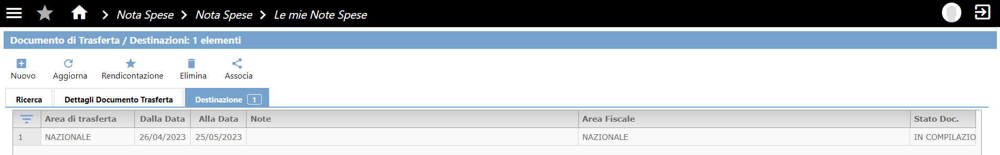 Nota Spese Nota Spese Le mie Note Spese
Documento di Trasferta / Destinazioni: 1 elementi
Nuovo Aggiorna Rendicontazione Elimina Associa
Ricerca Dettagli Documento Trasferta Destinazione 1
Area di trasferta Dalla Data Alla Data Note Area Fiscale Stato Doc.
1 NAZIONALE 26/04/2023 25/05/2023 NAZIONALE IN COMPILAZIO